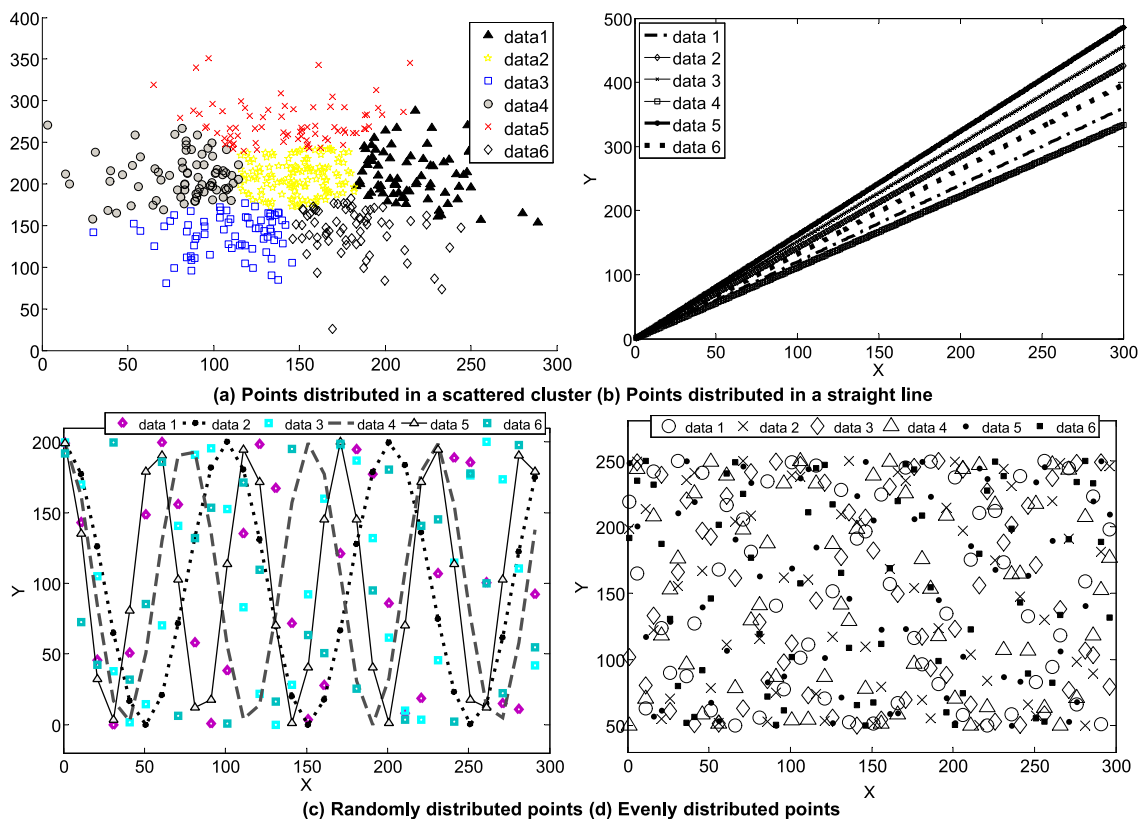 400
350
300
250
200
150
100
50
0
0 50 100 150 200 250 300
data1
data2
data3
data4
data5
data6
500
400
300
200
100
0
Y
0 50 100 150 200 250 300
X
data 1
data 2
data 3
data 4
data 5
data 6
(a) Points distributed in a scattered cluster (b) Points distributed in a straight line
data 1 data 2 data 3 data 4 data 5 data 6
200
150
100
50
0
Y
0 50 100 150 200 250 300
X
data 1 data 2 data 3 data 4 data 5 data 6
250
200
150
100
50
Y
0 50 100 150 200 250 300
X
(c) Randomly distributed points (d) Evenly distributed points